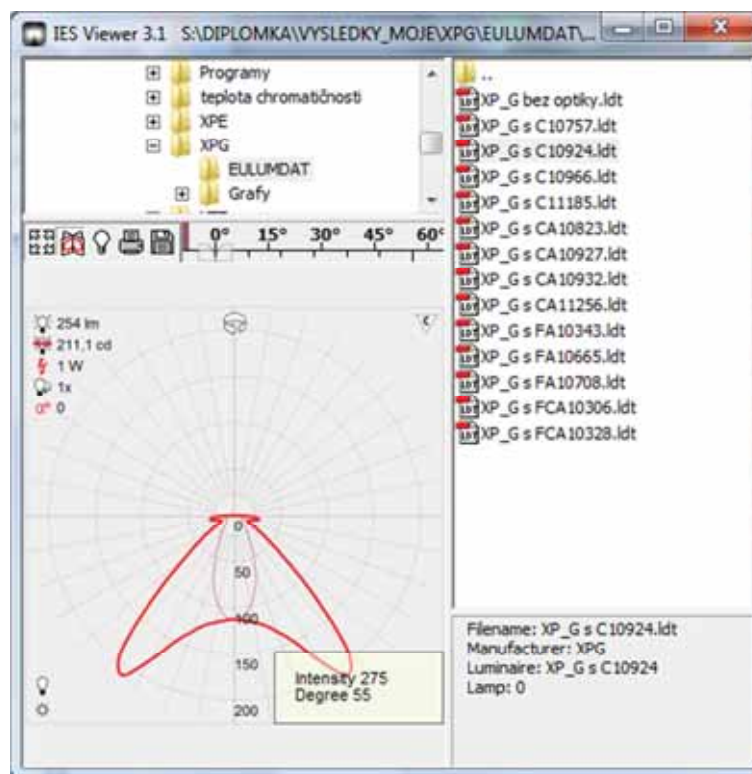 IES Viewer 3.1 S:\DIPLOMKA\VYSLEDKY_MOJE\XPG\EULUMDAT\...
Programy
teplota chromatičnosti
XPE
XPG
EULUMDAT
Grafy
0° 15° 30° 45° 60°
254 lm
211,1 cd
1 W
1x
α° 0
C
0
50
100
150
200
Intensity 275
Degree 55
..
XP_G bez optiky.ldt
XP_G s C10757.ldt
XP_G s C10924.ldt
XP_G s C10966.ldt
XP_G s C11185.ldt
XP_G s CA10823.ldt
XP_G s CA10927.ldt
XP_G s CA10932.ldt
XP_G s CA11256.ldt
XP_G s FA10343.ldt
XP_G s FA10665.ldt
XP_G s FA10708.ldt
XP_G s FCA10306.ldt
XP_G s FCA10328.ldt
Filename: XP_G s C10924.ldt
Manufacturer: XPG
Luminaire: XP_G s C10924
Lamp: 0